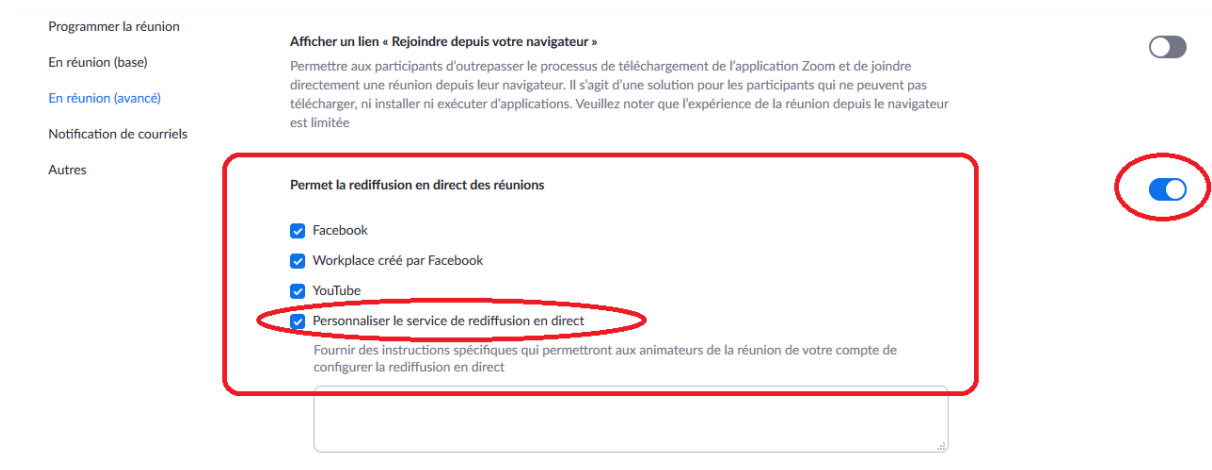 Programmer la réunion
En réunion (base)
En réunion (avancé)
Notification de courriels
Autres
Afficher un lien « Rejoindre depuis votre navigateur »
Permettre aux participants d'outrepasser le processus de téléchargement de l'application Zoom et de joindre
directement une réunion depuis leur navigateur. Il s'agit d'une solution pour les participants qui ne peuvent pas
télécharger, ni installer ni exécuter d'applications. Veuillez noter que l'expérience de la réunion depuis le navigateur
est limitée
Permet la rediffusion en direct des réunions
Facebook
Workplace créé par Facebook
YouTube
Personnaliser le service de rediffusion en direct
Fournir des instructions spécifiques qui permettront aux animateurs de la réunion de votre compte de
configurer la rediffusion en direct